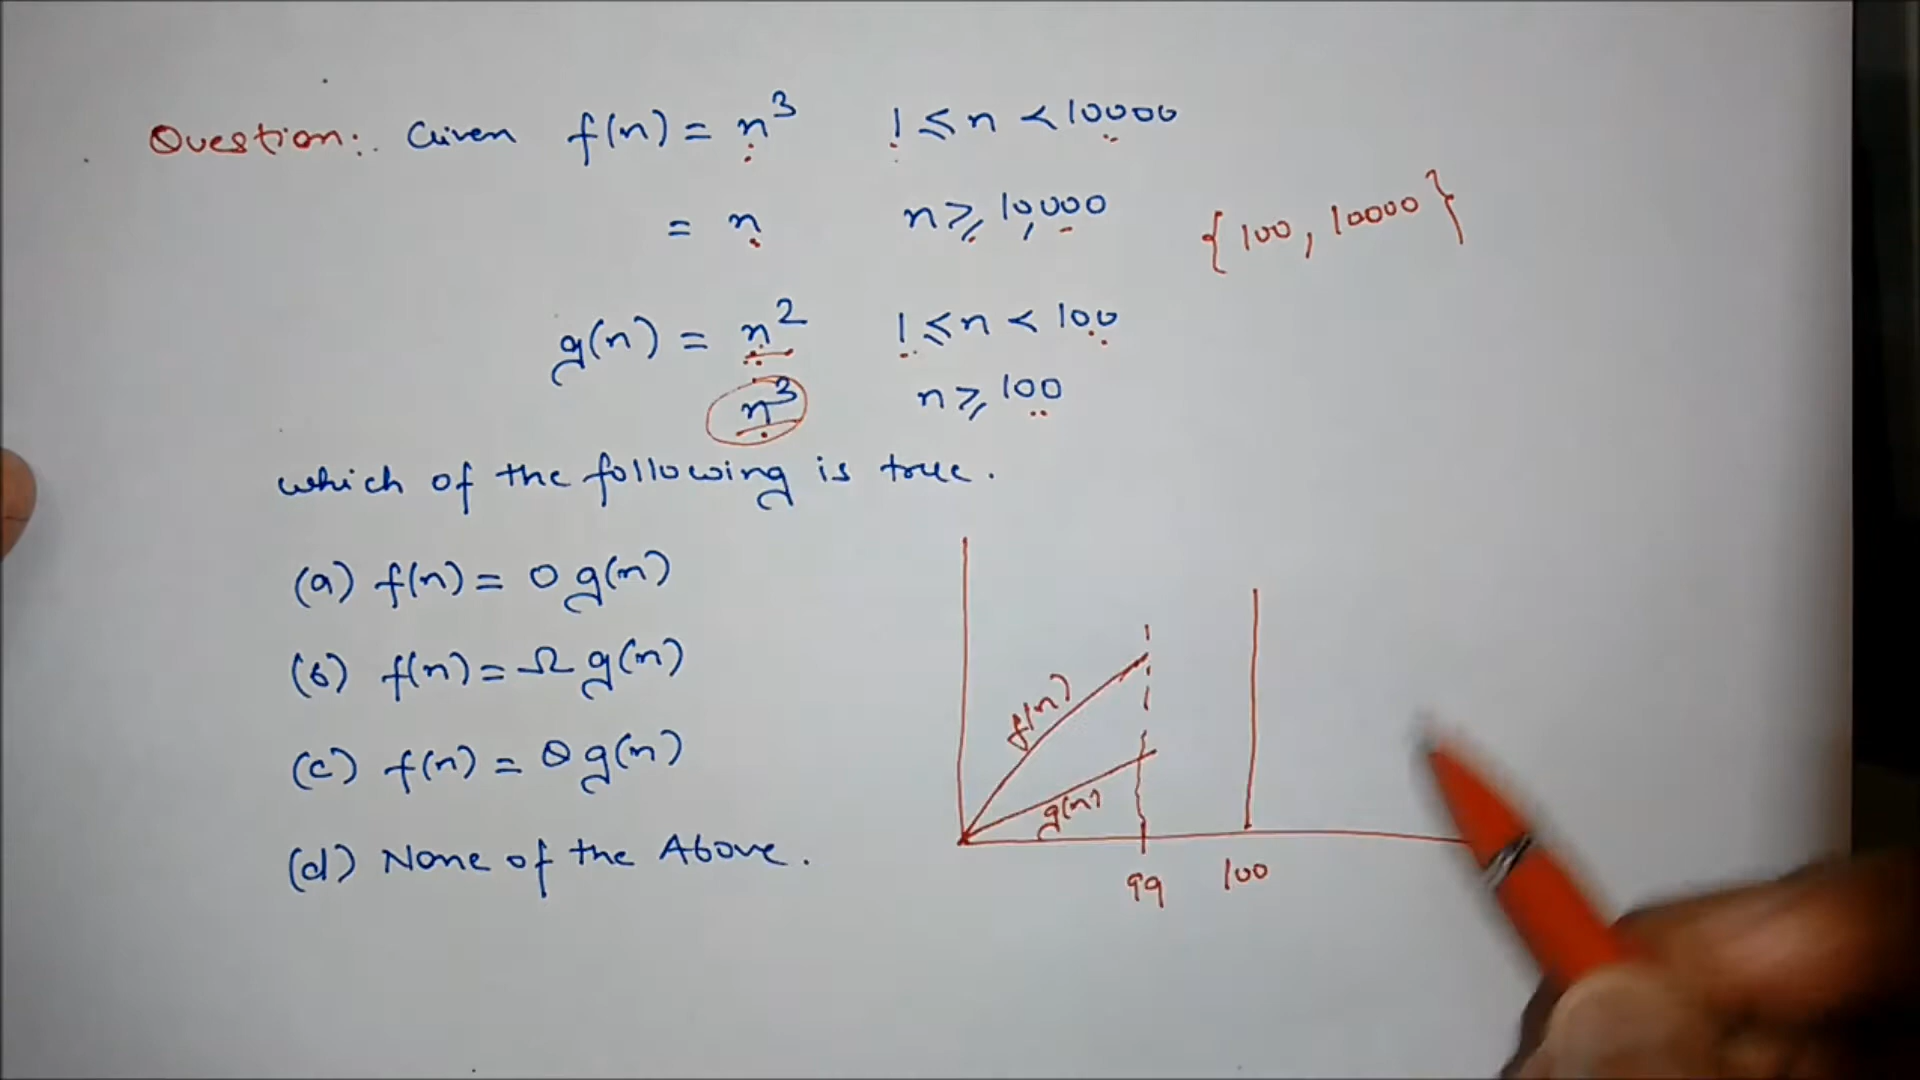 Question: Given f(n) = n³ 1 ≤ n < 10000
= n n ≥ 10,000
{100, 10000}
g(n) = n² 1 ≤ n < 100
n³ n ≥ 100
which of the following is true.
(a) f(n) = O g(n)
(b) f(n) = Ω g(n)
(c) f(n) = θ g(n)
(d) None of the Above.
f(n)
g(n)
99 100